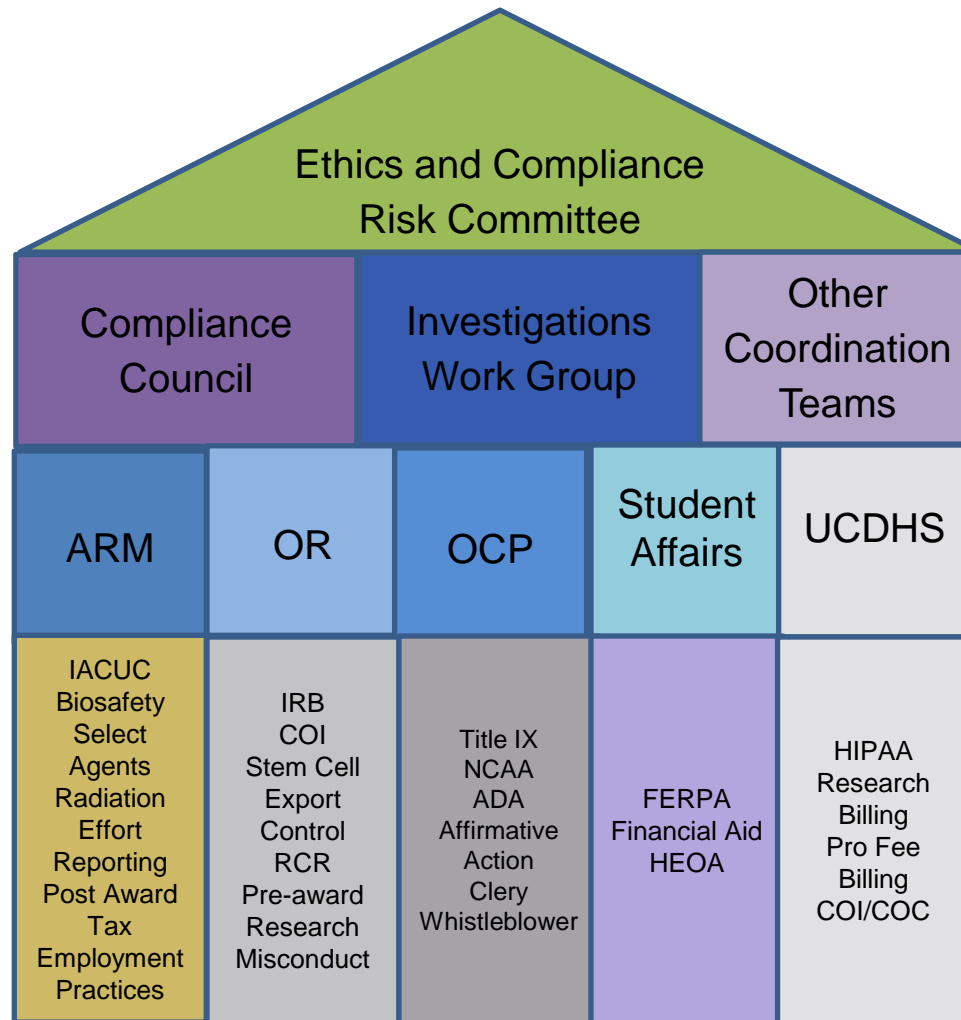 Ethics and Compliance
Risk Committee
Compliance
Council
Investigations
Work Group
Other
Coordination
Teams
ARM
OR
OCP
Student
Affairs
UCDHS
IACUC
Biosafety
Select
Agents
Radiation
Effort
Reporting
Post Award
Tax
Employment
Practices
IRB
COI
Stem Cell
Export
Control
RCR
Pre-award
Research
Misconduct
Title IX
NCAA
ADA
Affirmative
Action
Clery
Whistleblower
FERPA
Financial Aid
HEOA
HIPAA
Research
Billing
Pro Fee
Billing
COI/COC